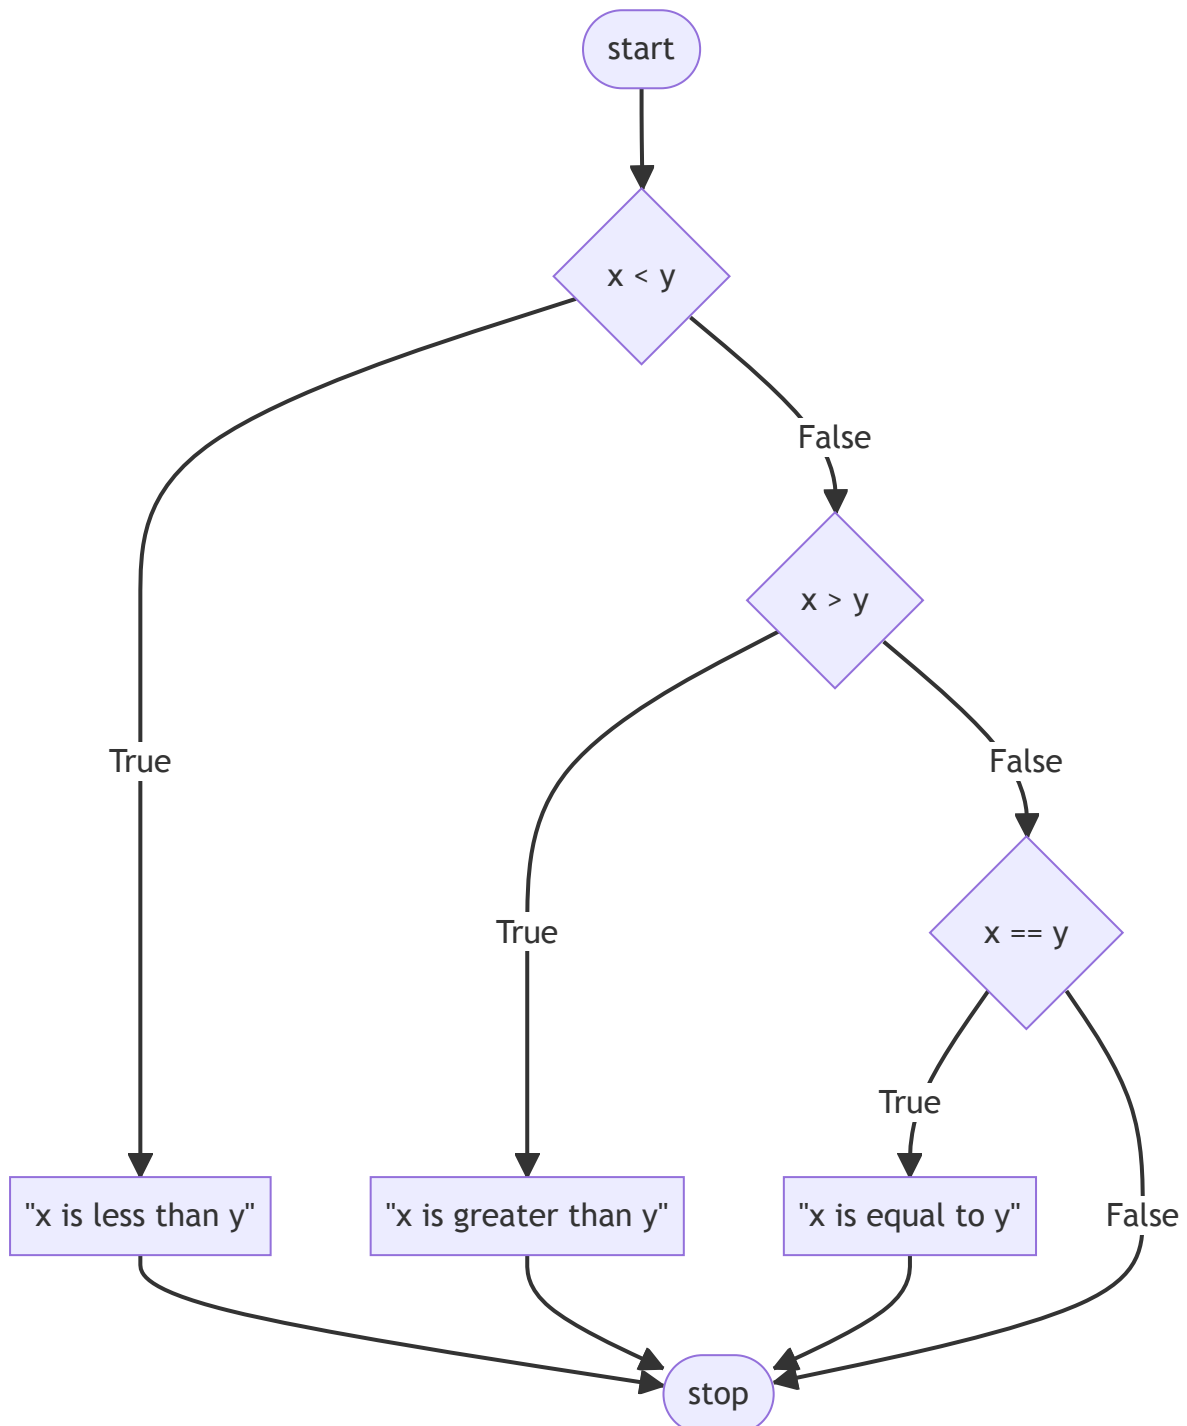 start
x < y
False
x > y
True
False
True
x == y
True
"x is less than y"
"x is greater than y"
"x is equal to y"
False
stop